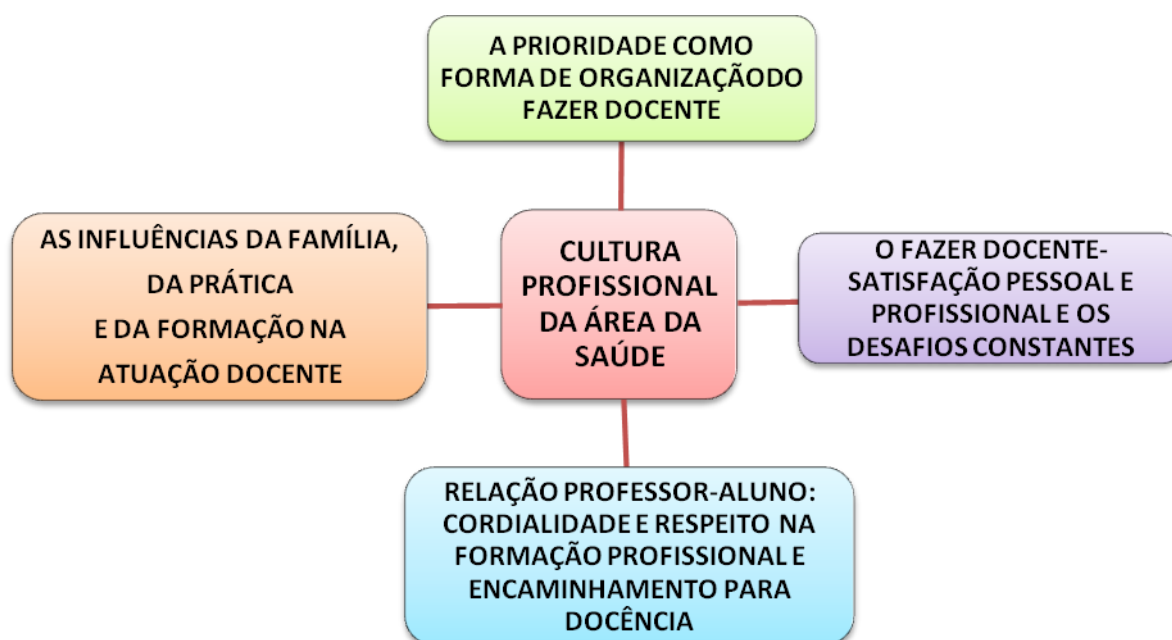 A PRIORIDADE COMO
FORMA DE ORGANIZAÇÃODO
FAZER DOCENTE
AS INFLUÊNCIAS DA FAMÍLIA,
DA PRÁTICA
E DA FORMAÇÃO NA
ATUAÇÃO DOCENTE
CULTURA
PROFISSIONAL
DA ÁREA DA
SAÚDE
O FAZER DOCENTE-
SATISFAÇÃO PESSOAL E
PROFISSIONAL E OS
DESAFIOS CONSTANTES
RELAÇÃO PROFESSOR-ALUNO:
CORDIALIDADE E RESPEITO NA
FORMAÇÃO PROFISSIONAL E
ENCAMINHAMENTO PARA
DOCÊNCIA